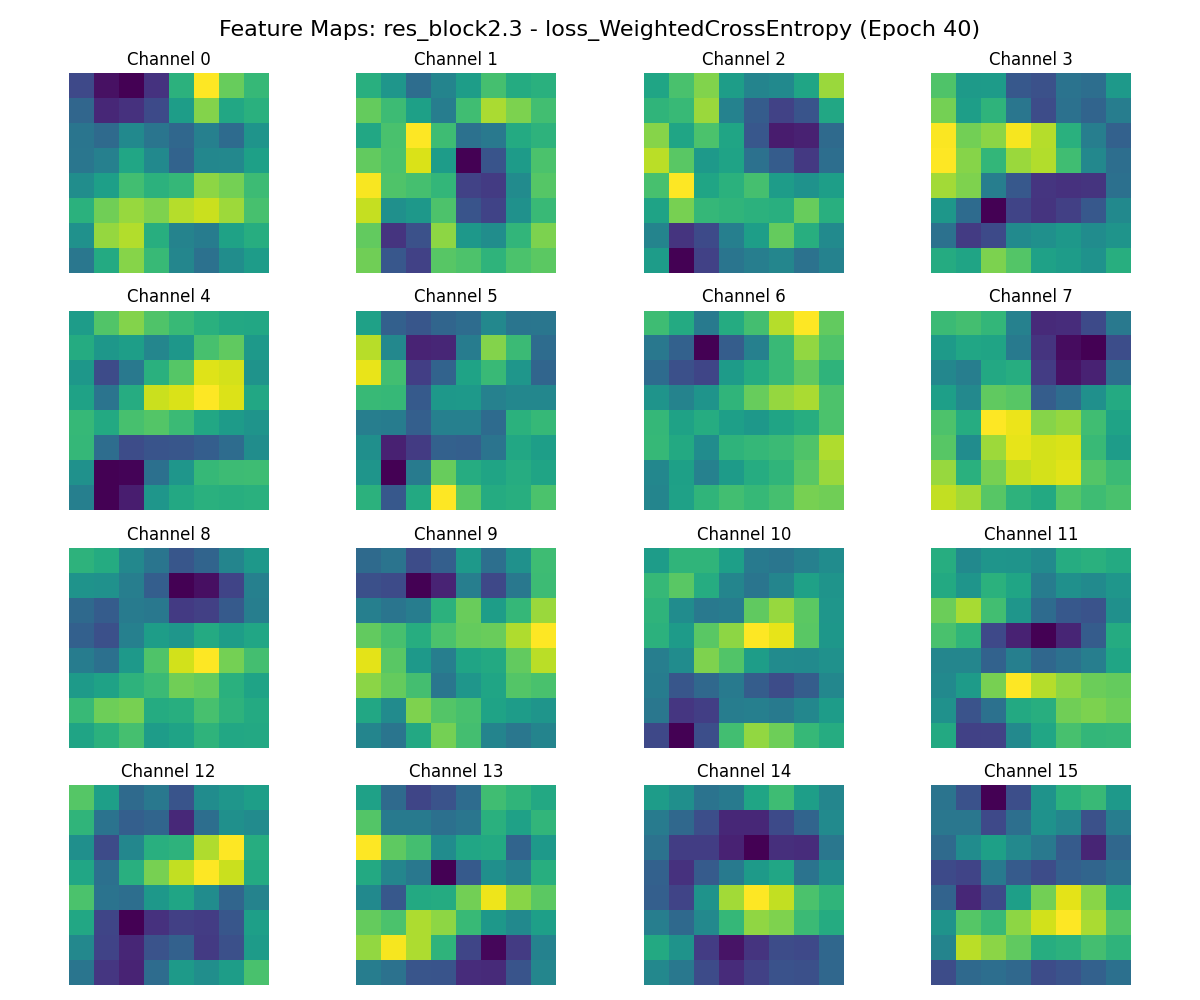 Feature Maps: res_block2.3 - loss_WeightedCrossEntropy (Epoch 40)
Channel 0
Channel 1
Channel 2
Channel 3
Channel 4
Channel 5
Channel 6
Channel 7
Channel 8
Channel 9
Channel 10
Channel 11
Channel 12
Channel 13
Channel 14
Channel 15